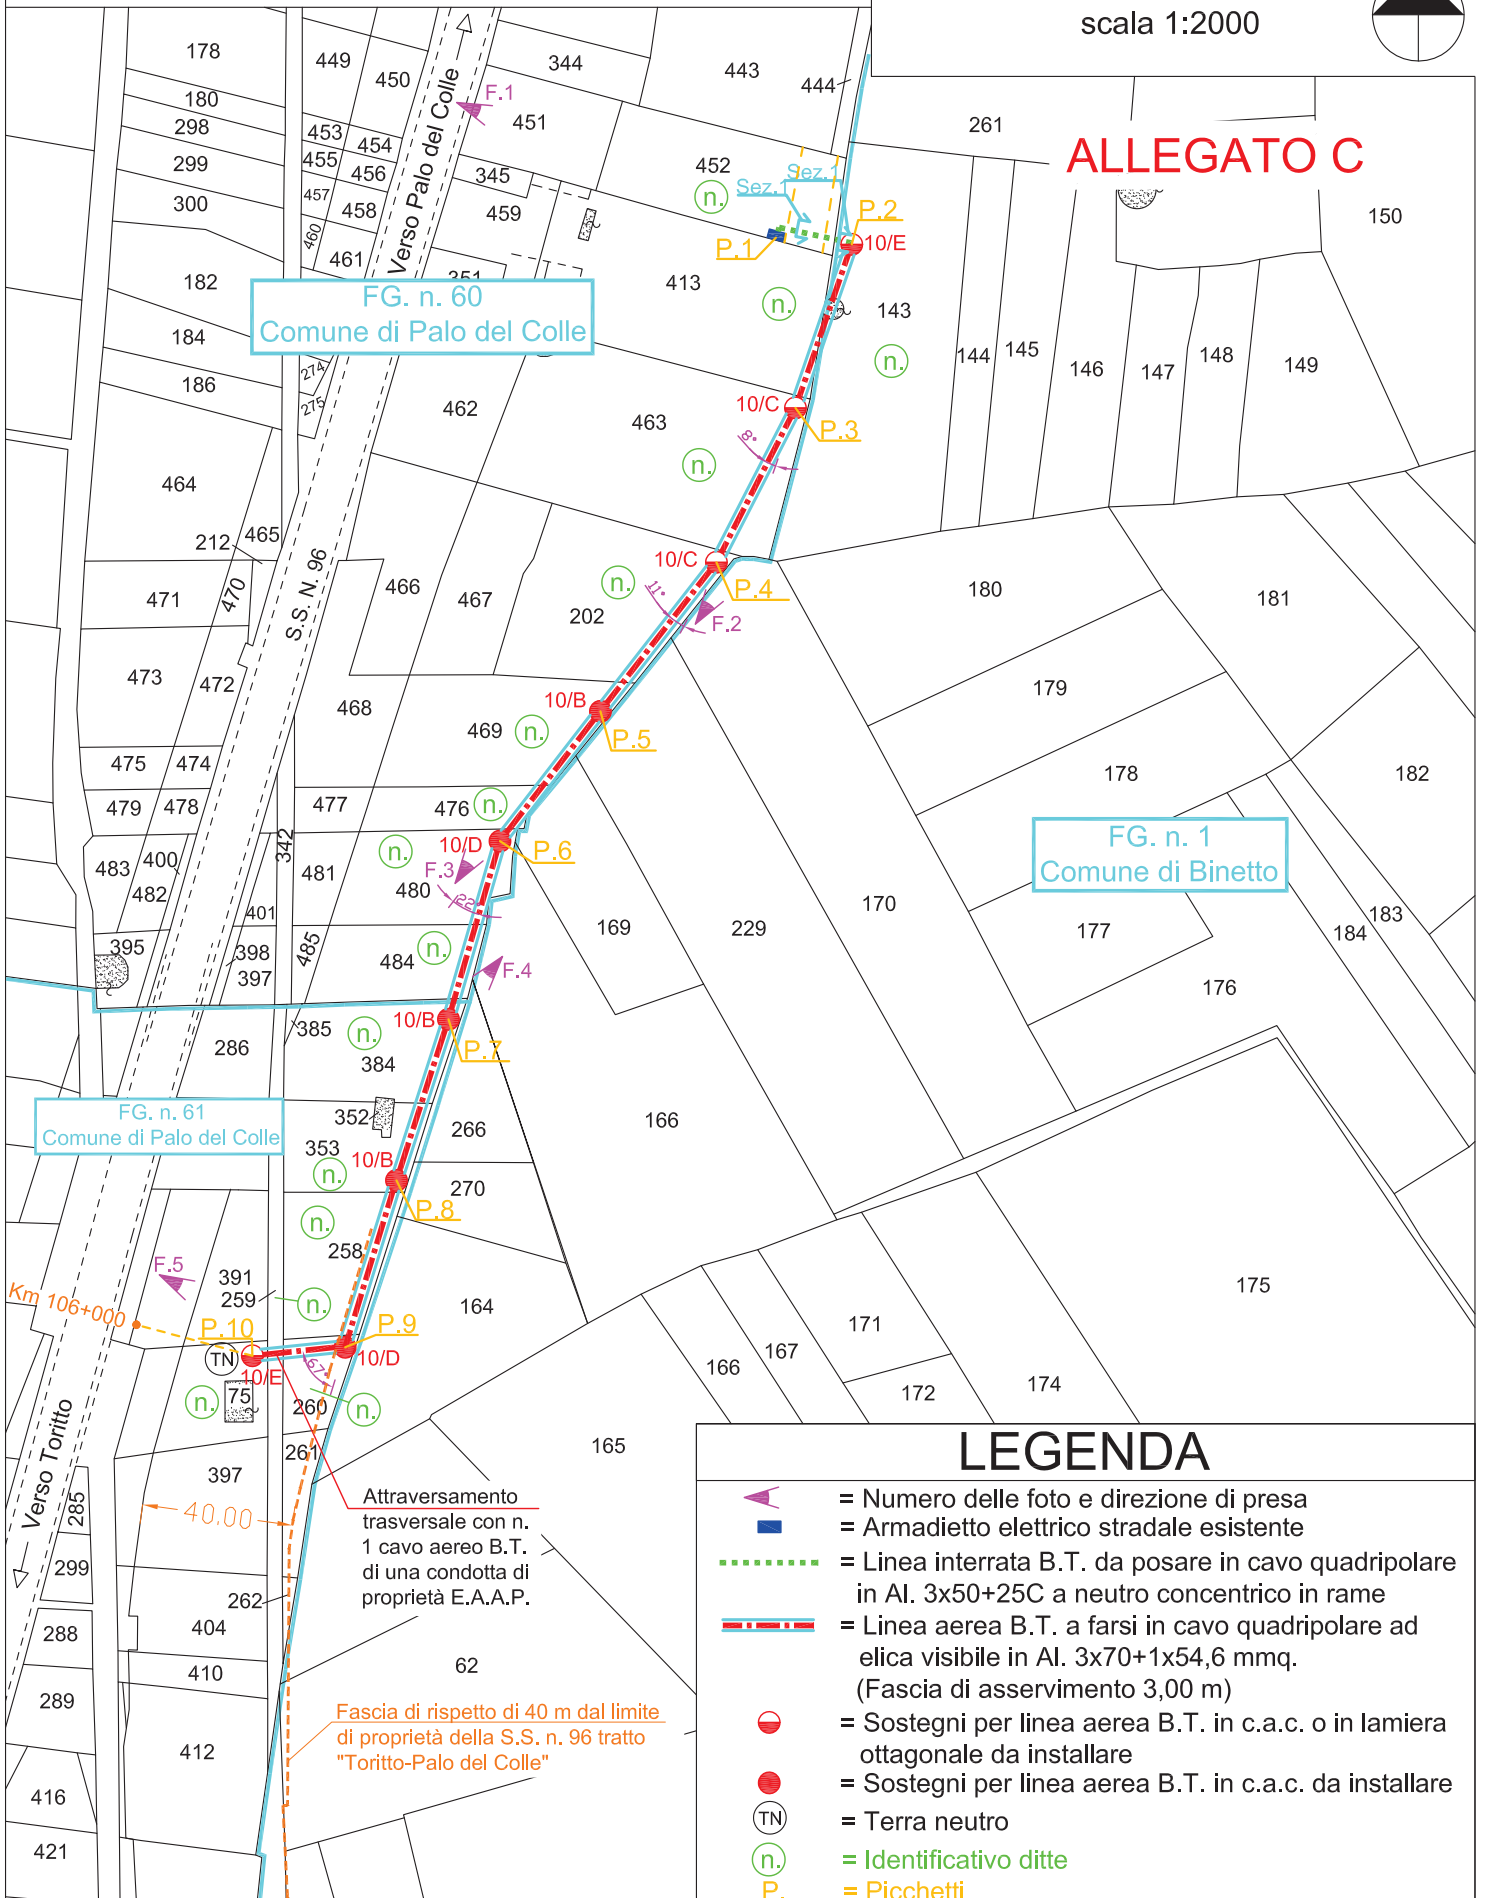 scala 1:2000
ALLEGATO C
178
449
450
344
443
444
180
298
299
300
453
454
455
456
457
458
460
461
F.1
451
345
459
452
261
150
n.
Sez.1
Sez.1
P.1
P.2
10/E
Verso Palo del Colle
182
184
186
274
275
FG. n. 60
Comune di Palo del Colle
413
n.
143
n.
144
145
146
147
148
149
462
463
10/C
P.3
8°
n.
464
465
212
470
471
S.S. N. 96
466
467
202
n.
10/C
P.4
11°
F.2
180
181
473
472
468
469
n.
10/B
P.5
179
178
182
475
474
479
478
477
476
n.
342
10/D
P.6
n.
F.3
22°
480
FG. n. 1
Comune di Binetto
483
400
482
481
401
395
398
397
485
484
n.
F.4
169
229
170
177
184
183
176
10/B
P.7
385
n.
384
286
FG. n. 61
Comune di Palo del Colle
352
353
n.
266
166
10/B
P.8
270
n.
258
F.5
391
259
n.
164
175
Km 106+000
P.10
P.9
TN
10/E
10/D
67°
n.
75
260
n.
261
171
167
166
172
174
165
Verso Toritto
285
397
40.00
Attraversamento
trasversale con n.
1 cavo aereo B.T.
di una condotta di
proprietà E.A.A.P.
299
262
404
288
410
62
289
412
Fascia di rispetto di 40 m dal limite
di proprietà della S.S. n. 96 tratto
"Toritto-Palo del Colle"
416
421
LEGENDA
= Numero delle foto e direzione di presa
= Armadietto elettrico stradale esistente
= Linea interrata B.T. da posare in cavo quadripolare
in Al. 3x50+25C a neutro concentrico in rame
= Linea aerea B.T. a farsi in cavo quadripolare ad
elica visibile in Al. 3x70+1x54,6 mmq.
(Fascia di asservimento 3,00 m)
= Sostegni per linea aerea B.T. in c.a.c. o in lamiera
ottagonale da installare
= Sostegni per linea aerea B.T. in c.a.c. da installare
TN = Terra neutro
n. = Identificativo ditte
P. = Picchetti